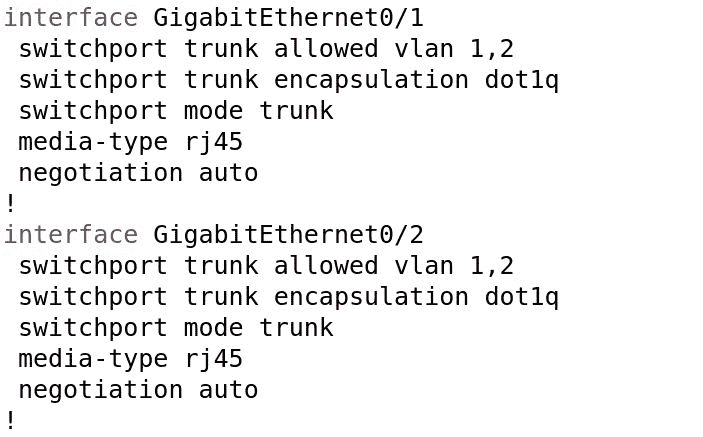 interface GigabitEthernet0/1
 switchport trunk allowed vlan 1,2
 switchport trunk encapsulation dot1q
 switchport mode trunk
 media-type rj45
 negotiation auto
!
interface GigabitEthernet0/2
 switchport trunk allowed vlan 1,2
 switchport trunk encapsulation dot1q
 switchport mode trunk
 media-type rj45
 negotiation auto
!